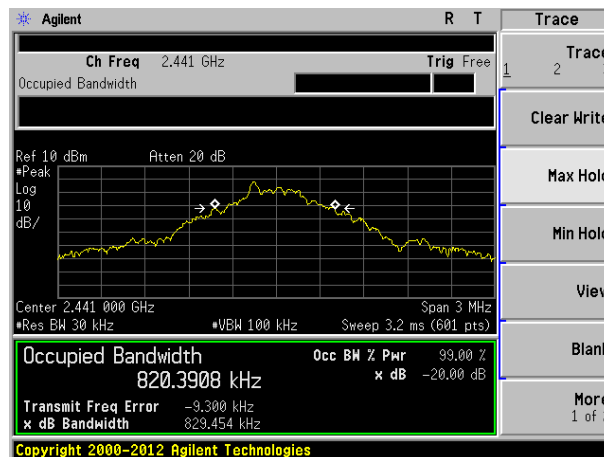 Agilent R T Trace
Ch Freq 2.441 GHz Trig Free
Occupied Bandwidth
Trace
1 2
Clear Write
Ref 10 dBm Atten 20 dB
#Peak
Log
10
dB/
Max Hold
Min Hold
View
Center 2.441 000 GHz Span 3 MHz
#Res BW 30 kHz #VBW 100 kHz Sweep 3.2 ms (601 pts)
Occupied Bandwidth Occ BW % Pwr 99.00 %
820.3908 kHz x dB -20.00 dB
Blank
Transmit Freq Error -9.300 kHz
x dB Bandwidth 829.454 kHz
More
1 of
Copyright 2000-2012 Agilent Technologies